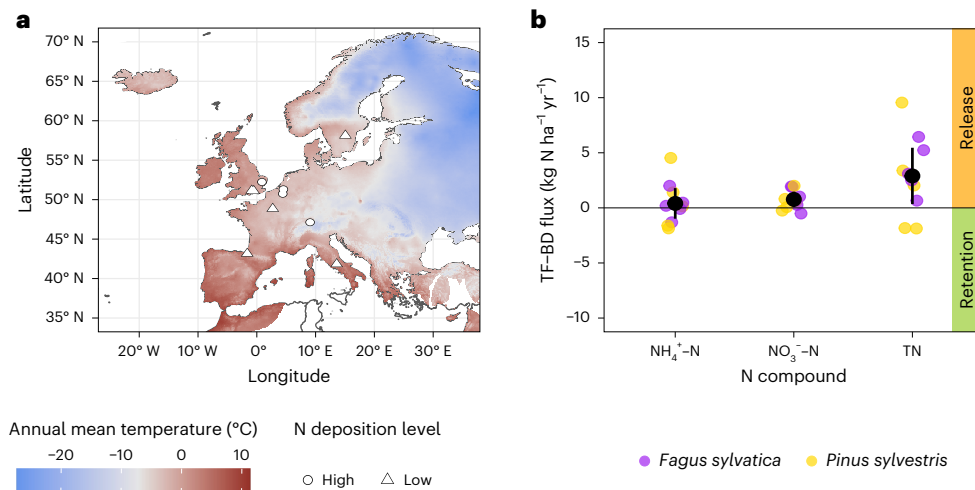 a
70° N
65° N
60° N
55° N
50° N
45° N
40° N
35° N
Latitude
20° W 10° W 0° 10° E 20° E 30° E
Longitude
Annual mean temperature (°C)
−20 −10 0 10
N deposition level
High Low
b
15
10
5
0
−5
−10
TF–BD flux (kg N ha⁻¹ yr⁻¹)
Release
Retention
NH₄⁺–N NO₃⁻–N TN
N compound
Fagus sylvatica Pinus sylvestris